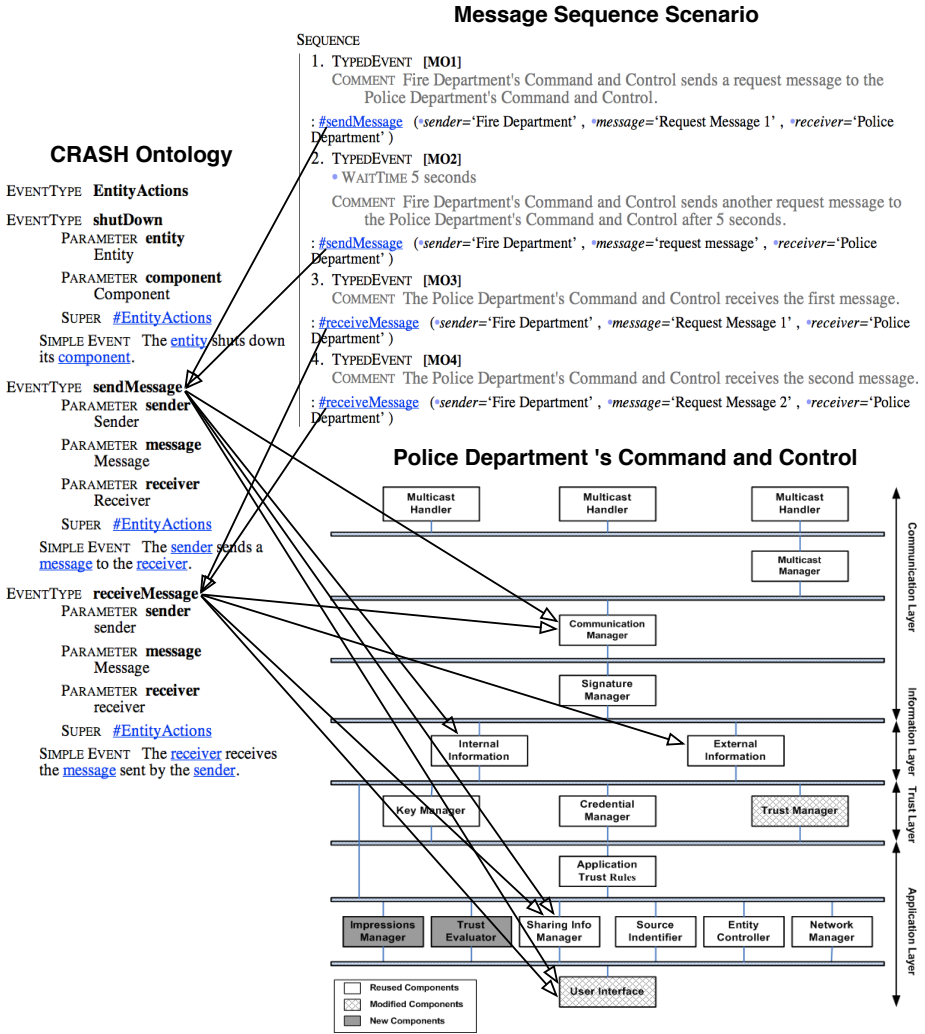 Message Sequence Scenario
SEQUENCE
1. TYPEDEVENT [MO1]
COMMENT Fire Department's Command and Control sends a request message to the
Police Department's Command and Control.
: #sendMessage (•sender=‘Fire Department’ , •message=‘Request Message 1’ , •receiver=‘Police
Department’ )
2. TYPEDEVENT [MO2]
• WAITTIME 5 seconds
COMMENT Fire Department's Command and Control sends another request message to
the Police Department's Command and Control after 5 seconds.
: #sendMessage (•sender=‘Fire Department’ , •message=‘request message’ , •receiver=‘Police
Department’ )
3. TYPEDEVENT [MO3]
COMMENT The Police Department's Command and Control receives the first message.
: #receiveMessage (•sender=‘Fire Department’ , •message=‘Request Message 1’ , •receiver=‘Police
Department’ )
4. TYPEDEVENT [MO4]
COMMENT The Police Department's Command and Control receives the second message.
: #receiveMessage (•sender=‘Fire Department’ , •message=‘Request Message 2’ , •receiver=‘Police
Department’ )
CRASH Ontology
EVENTTYPE EntityActions
EVENTTYPE shutDown
PARAMETER entity
Entity
PARAMETER component
Component
SUPER #EntityActions
SIMPLE EVENT The entity shuts down
its component.
EVENTTYPE sendMessage
PARAMETER sender
Sender
PARAMETER message
Message
PARAMETER receiver
Receiver
SUPER #EntityActions
SIMPLE EVENT The sender sends a
message to the receiver.
EVENTTYPE receiveMessage
PARAMETER sender
sender
PARAMETER message
Message
PARAMETER receiver
receiver
SUPER #EntityActions
SIMPLE EVENT The receiver receives
the message sent by the sender.
Police Department 's Command and Control
Multicast
Handler
Multicast
Handler
Multicast
Handler
Multicast
Manager
Communication
Manager
Signature
Manager
Internal
Information
External
Information
Key Manager
Credential
Manager
Trust Manager
Application
Trust Rules
Impressions
Manager
Trust
Evaluator
Sharing Info
Manager
Source
Indentifier
Entity
Controller
Network
Manager
User Interface
Communication Layer
Information Layer
Trust Layer
Application Layer
Reused Components
Modified Components
New Components